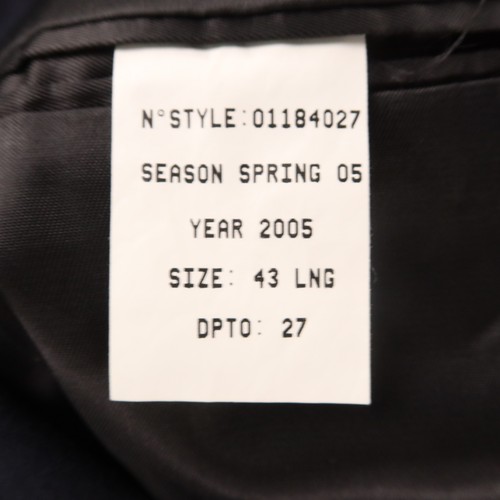 N°STYLE:01184027
SEASON SPRING 05
YEAR 2005
SIZE: 43 LNG
DPTO: 27